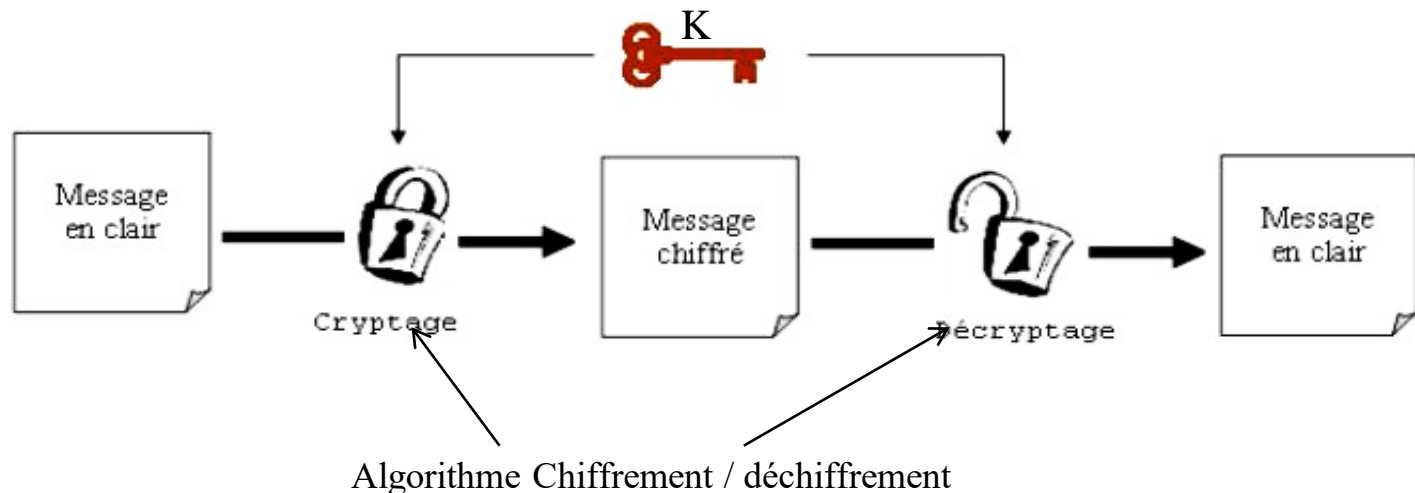 K
Message
en clair
Message
chiffré
Message
en clair
Cryptage
Décryptage
Algorithme Chiffrement / déchiffrement